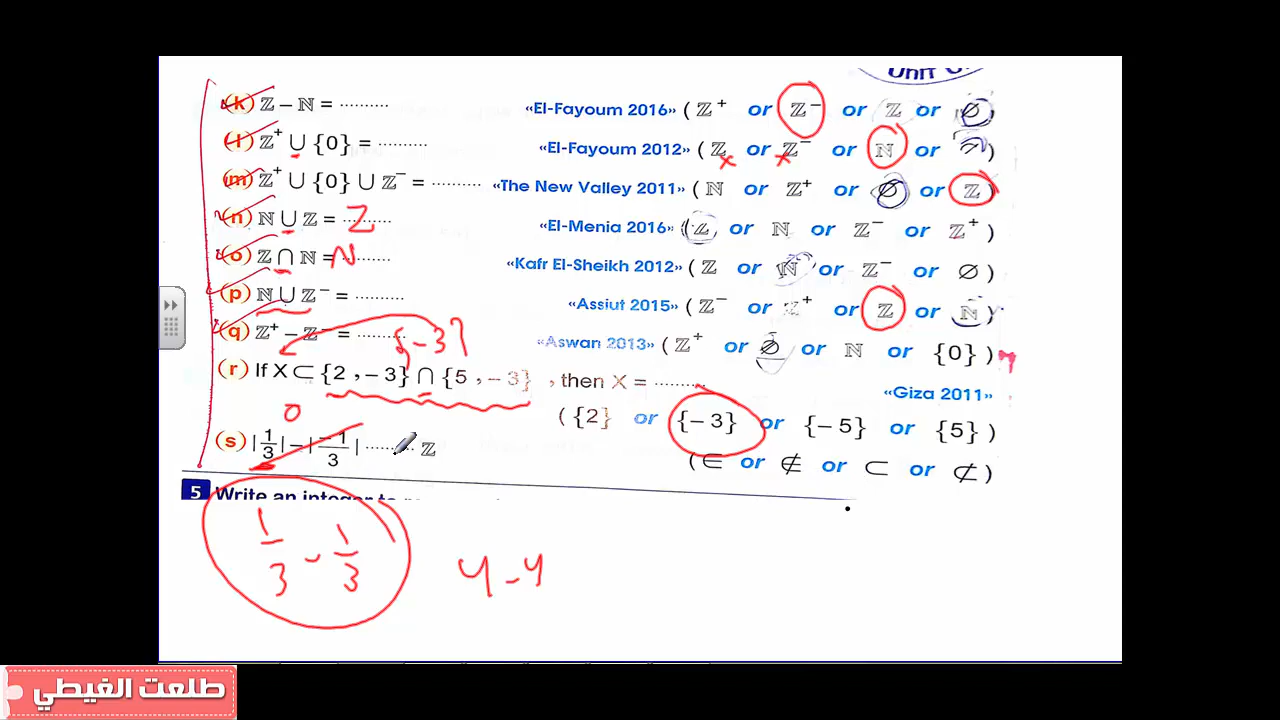 Unit
(k) ℤ − ℕ = ········· «El-Fayoum 2016» ( ℤ⁺ or ℤ⁻ or ℤ or ∅ )
(l) ℤ⁺ ∪ {0} = ·········· «El-Fayoum 2012» ( ℤ or ℤ⁻ or ℕ or )
(m) ℤ⁺ ∪ {0} ∪ ℤ⁻ = ·········· «The New Valley 2011» ( ℕ or ℤ⁺ or ∅ or ℤ )
(n) ℕ ∪ ℤ = ·········· Z «El-Menia 2016» ( ℤ or ℕ or ℤ⁻ or ℤ⁺ )
(o) ℤ ∩ ℕ = ·········· N «Kafr El-Sheikh 2012» ( ℤ or ℕ or ℤ⁻ or ∅ )
(p) ℕ ∪ ℤ⁻ = ·········· «Assiut 2015» ( ℤ⁻ or ℤ⁺ or ℤ or ℕ )
(q) ℤ⁺ − ℤ⁻ = ·········· «Aswan 2013» ( ℤ⁺ or ∅ or ℕ or {0} )
{-3}
(r) If X ⊂ {2 , −3} ∩ {5 , −3} , then X = ·········· «Giza 2011»
( {2} or {−3} or {−5} or {5} )
0
(s) |1/3| − |−1/3| ·········· ℤ ( ∈ or ∉ or ⊂ or ⊄ )
5 Write an integer to
1/3 - 1/3 4 - 4
طلعت الغيطي